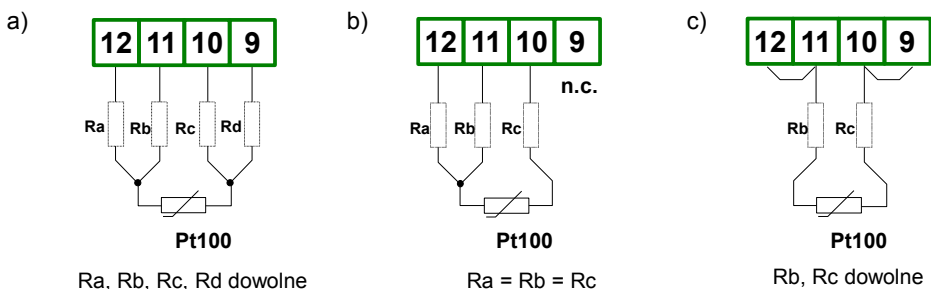 a)
12 11 10 9
Ra Rb Rc Rd
Pt100
Ra, Rb, Rc, Rd dowolne
b)
12 11 10 9
n.c.
Ra Rb Rc
Pt100
Ra = Rb = Rc
c)
12 11 10 9
Rb Rc
Pt100
Rb, Rc dowolne